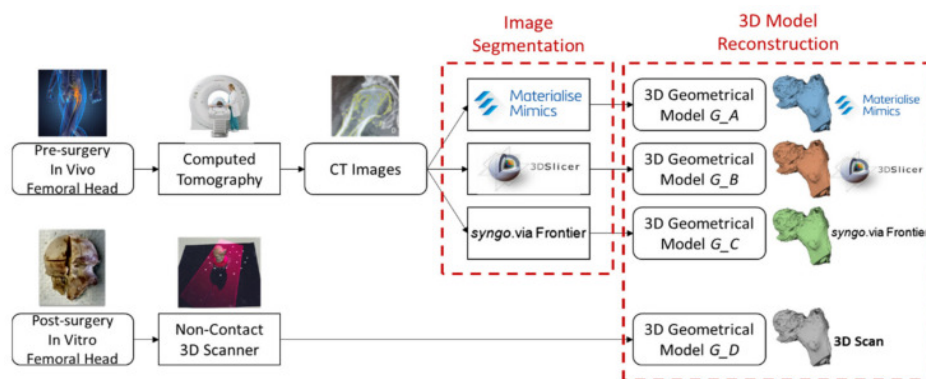 Image
Segmentation
3D Model
Reconstruction
Pre-surgery
In Vivo
Femoral Head
Computed
Tomography
CT Images
Materialise
Mimics
3DSlicer
syngo.via Frontier
3D Geometrical
Model G_A
Materialise
Mimics
3D Geometrical
Model G_B
3DSlicer
3D Geometrical
Model G_C
syngo.via Frontier
Post-surgery
In Vitro
Femoral Head
Non-Contact
3D Scanner
3D Geometrical
Model G_D
3D Scan